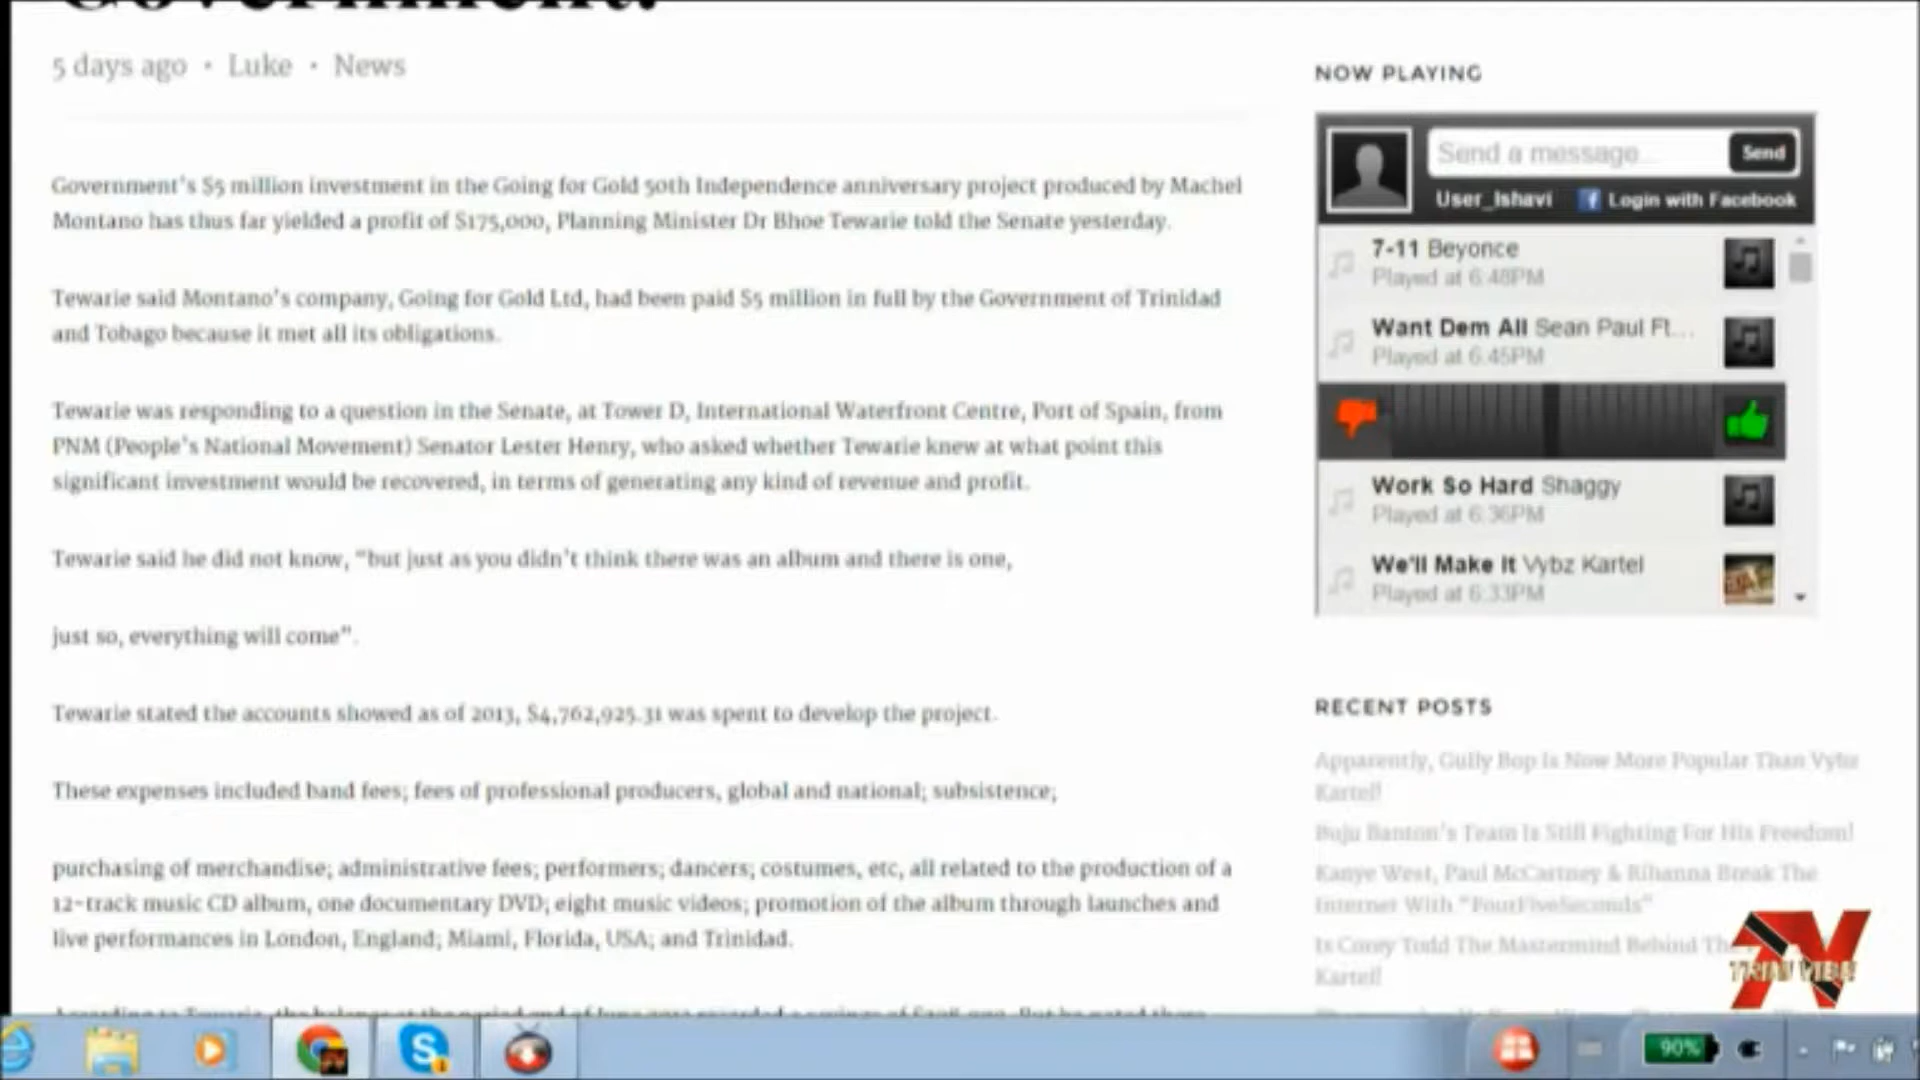 5 days ago · Luke · News
Government's $5 million investment in the Going for Gold 50th Independence anniversary project produced by Machel
Montano has thus far yielded a profit of $175,000, Planning Minister Dr Bhoe Tewarie told the Senate yesterday.
Tewarie said Montano's company, Going for Gold Ltd, had been paid $5 million in full by the Government of Trinidad
and Tobago because it met all its obligations.
Tewarie was responding to a question in the Senate, at Tower D, International Waterfront Centre, Port of Spain, from
PNM (People's National Movement) Senator Lester Henry, who asked whether Tewarie knew at what point this
significant investment would be recovered, in terms of generating any kind of revenue and profit.
Tewarie said he did not know, "but just as you didn't think there was an album and there is one,
just so, everything will come".
Tewarie stated the accounts showed as of 2013, $4,762,925.31 was spent to develop the project.
These expenses included band fees; fees of professional producers, global and national; subsistence;
purchasing of merchandise; administrative fees; performers; dancers; costumes, etc, all related to the production of a
12-track music CD album, one documentary DVD; eight music videos; promotion of the album through launches and
live performances in London, England; Miami, Florida, USA; and Trinidad.
NOW PLAYING
Send a message...
Send
User_Ishavi
Login with Facebook
7-11 Beyonce
Played at 6:48PM
Want Dem All Sean Paul Ft...
Played at 6:45PM
Work So Hard Shaggy
Played at 6:36PM
We'll Make It Vybz Kartel
Played at 6:33PM
RECENT POSTS
Apparently, Gully Bop Is Now More Popular Than Vybz
Kartel!
Buju Banton's Team Is Still Fighting For His Freedom!
Kanye West, Paul McCartney & Rihanna Break The
Internet With "FourFiveSeconds"
Is Corey Todd The Mastermind Behind
Kartel!
TRINI VIBE
90%